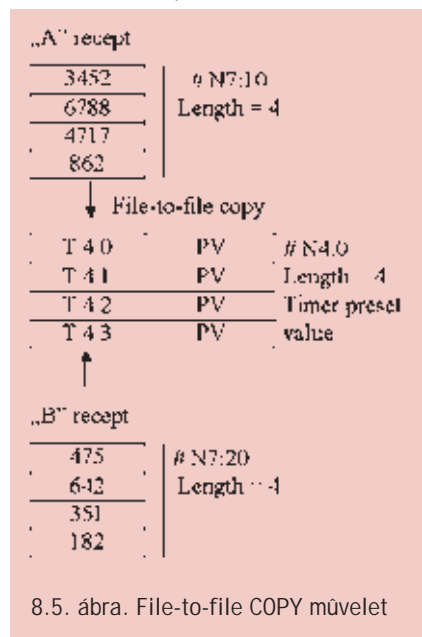 „A” recept
3452 # N7:10
6788 Length = 4
4717
862
File-to-file copy
T 4 0 PV # N4.0
T 4 1 PV Length 4
T 4 2 PV Timer preset
T 4 3 PV value
„B” recept
475 # N7:20
642 Length 4
351
182
8.5. ábra. File-to-file COPY mûvelet